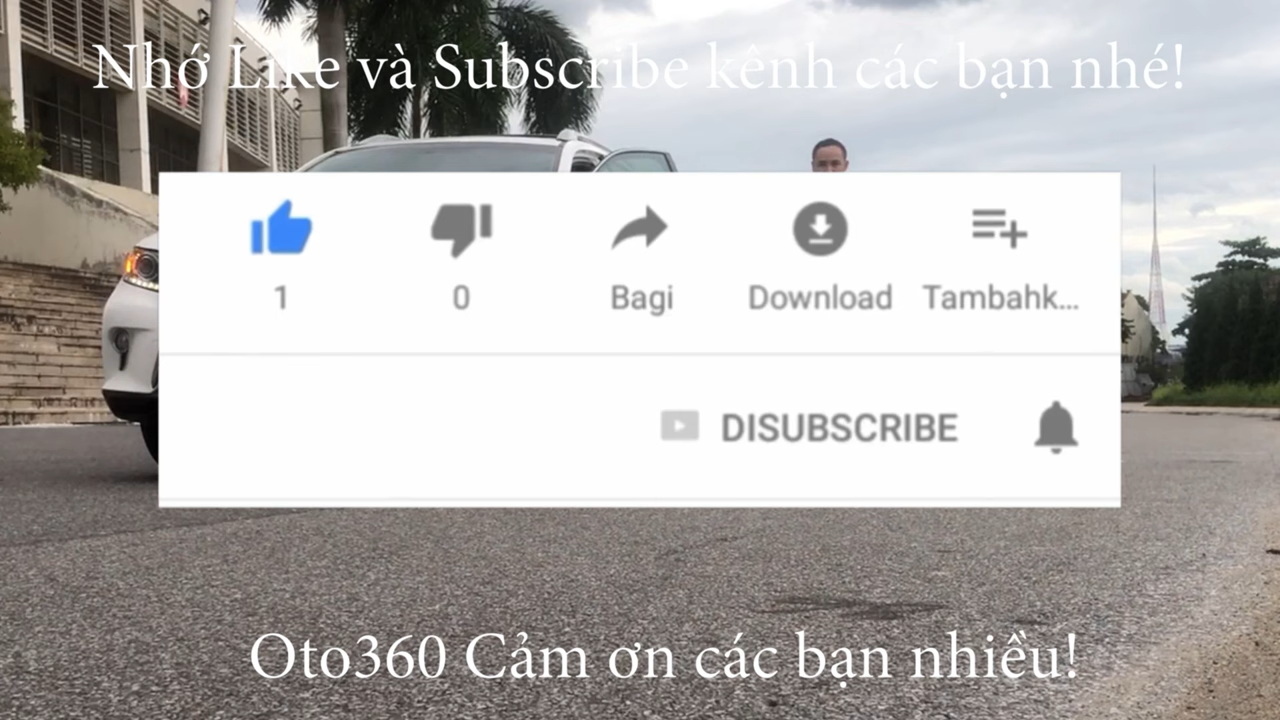 Nhớ Like và Subscribe kênh các bạn nhé!
1 0 Bagi Download Tambahk...
DISUBSCRIBE
Oto360 Cảm ơn các bạn nhiều!